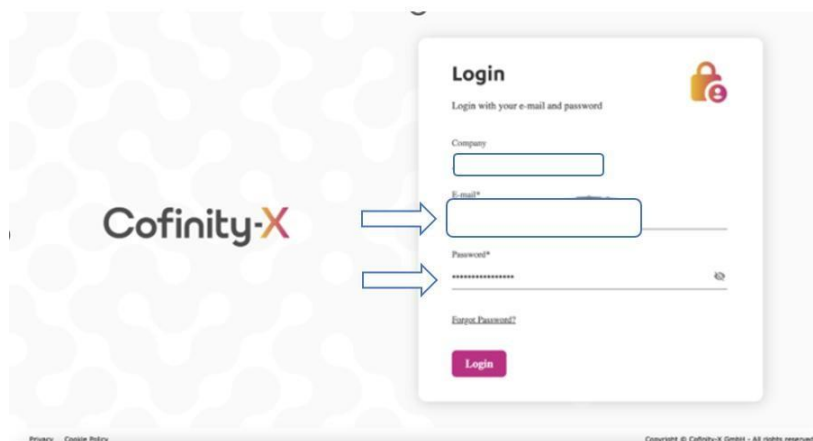 Login
Login with your e-mail and password
Company
E-mail*
Cofinity-X
Password*
••••••••••••••••
Forgot Password?
Login
Privacy Cookie Policy
Copyright © Cofinity-X GmbH - All rights reserved